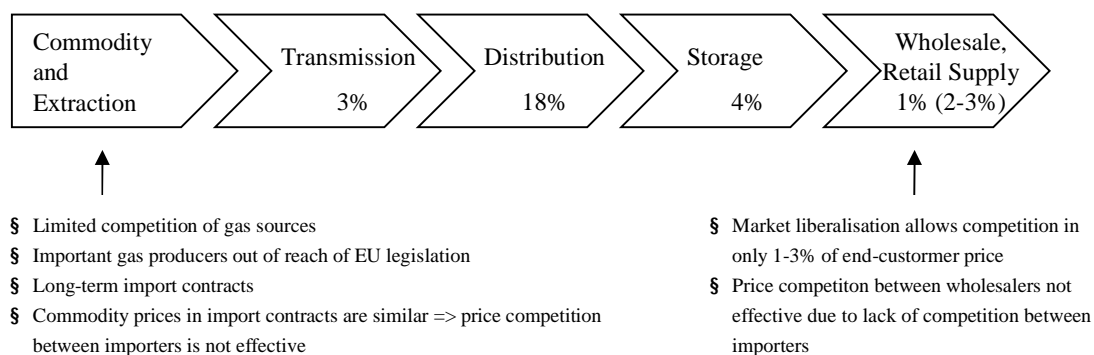 Commodity
and
Extraction
Transmission
3%
Distribution
18%
Storage
4%
Wholesale,
Retail Supply
1% (2-3%)
§ Limited competition of gas sources
§ Important gas producers out of reach of EU legislation
§ Long-term import contracts
§ Commodity prices in import contracts are similar => price competition
between importers is not effective
§ Market liberalisation allows competition in
only 1-3% of end-custormer price
§ Price competiton between wholesalers not
effective due to lack of competition between
importers